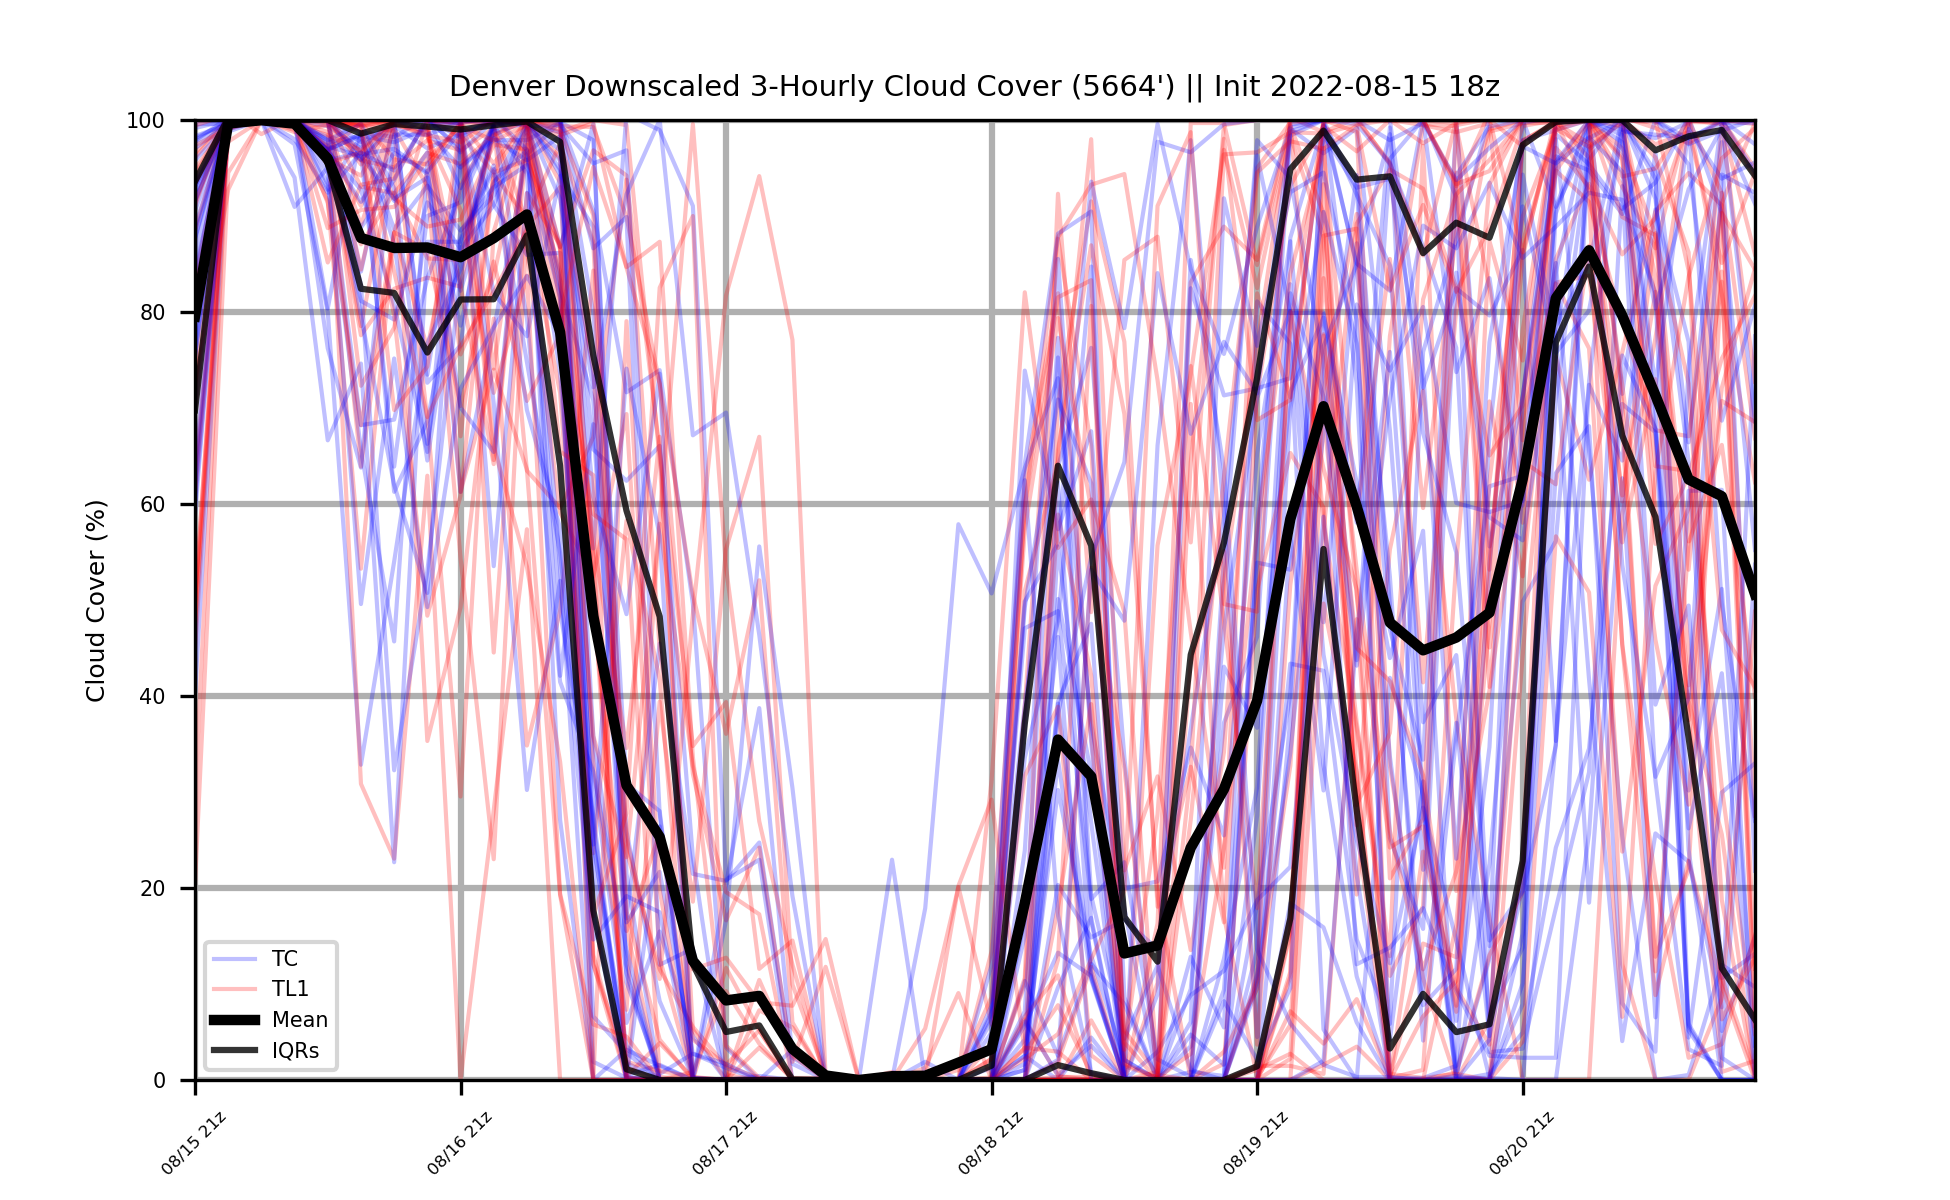 Denver Downscaled 3-Hourly Cloud Cover (5664') || Init 2022-08-15 18z
Cloud Cover (%)
100
80
60
40
20
0
TC
TL1
Mean
IQRs
08/15 21z
08/16 21z
08/17 21z
08/18 21z
08/19 21z
08/20 21z